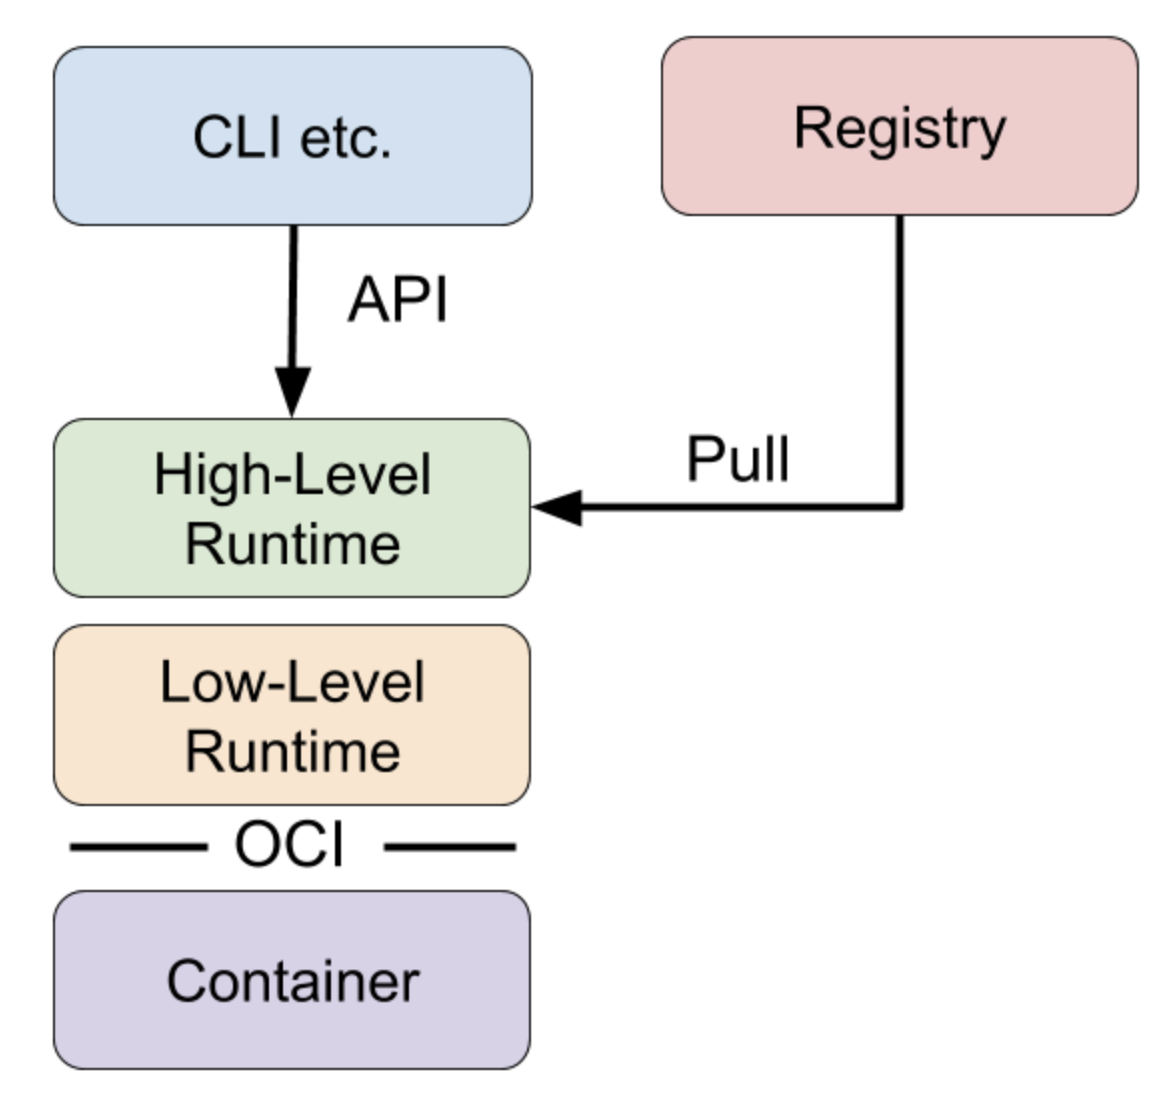 CLI etc.
Registry
API
High-Level
Runtime
Pull
Low-Level
Runtime
OCI
Container